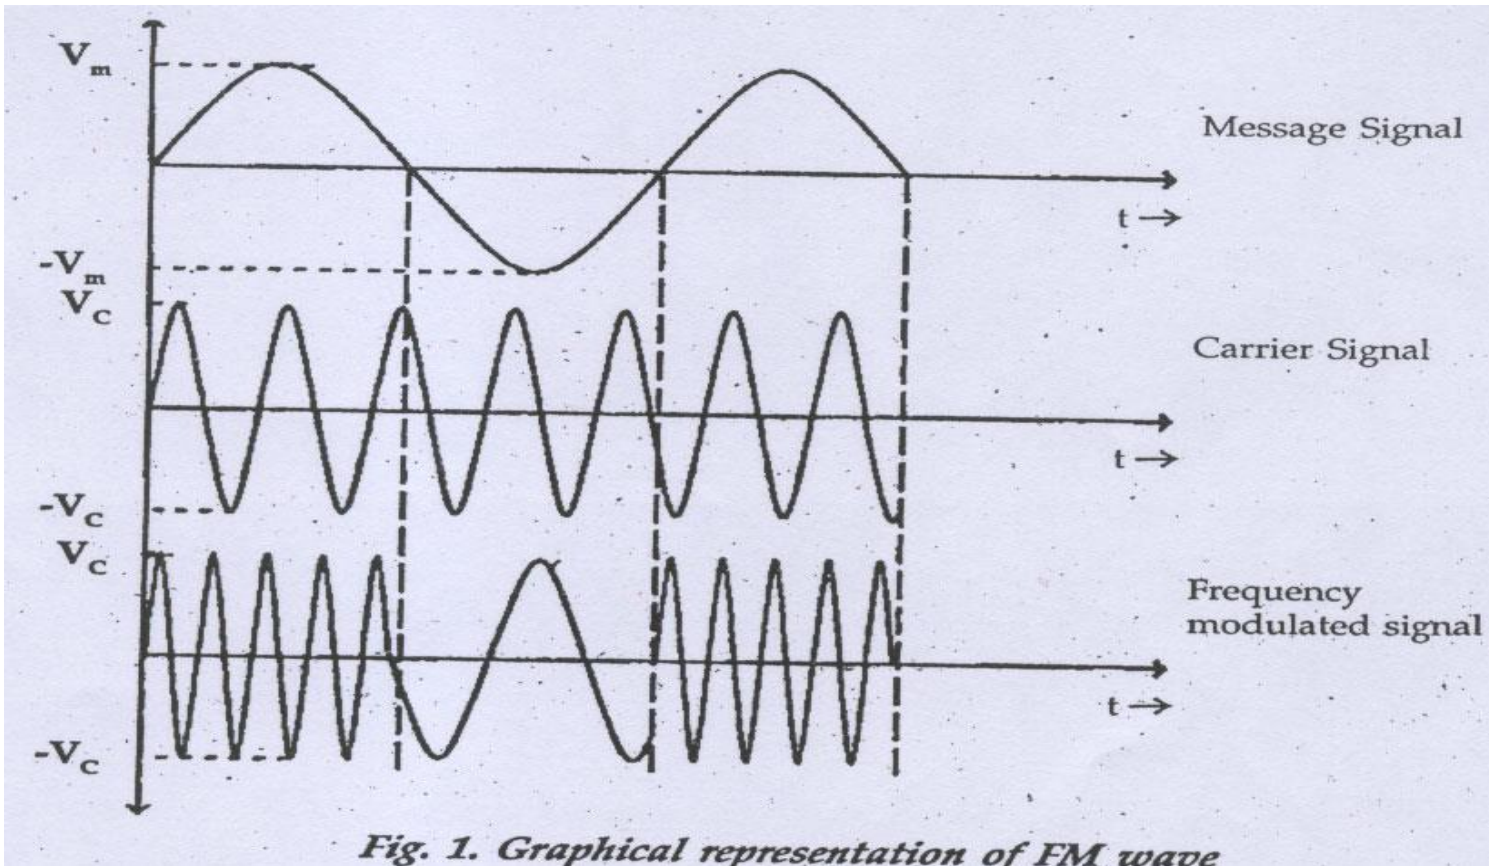 Vm
Message Signal
t →
-Vm
VC
Carrier Signal
t →
-VC
VC
Frequency
modulated signal
t →
-VC
Fig. 1. Graphical representation of FM wave